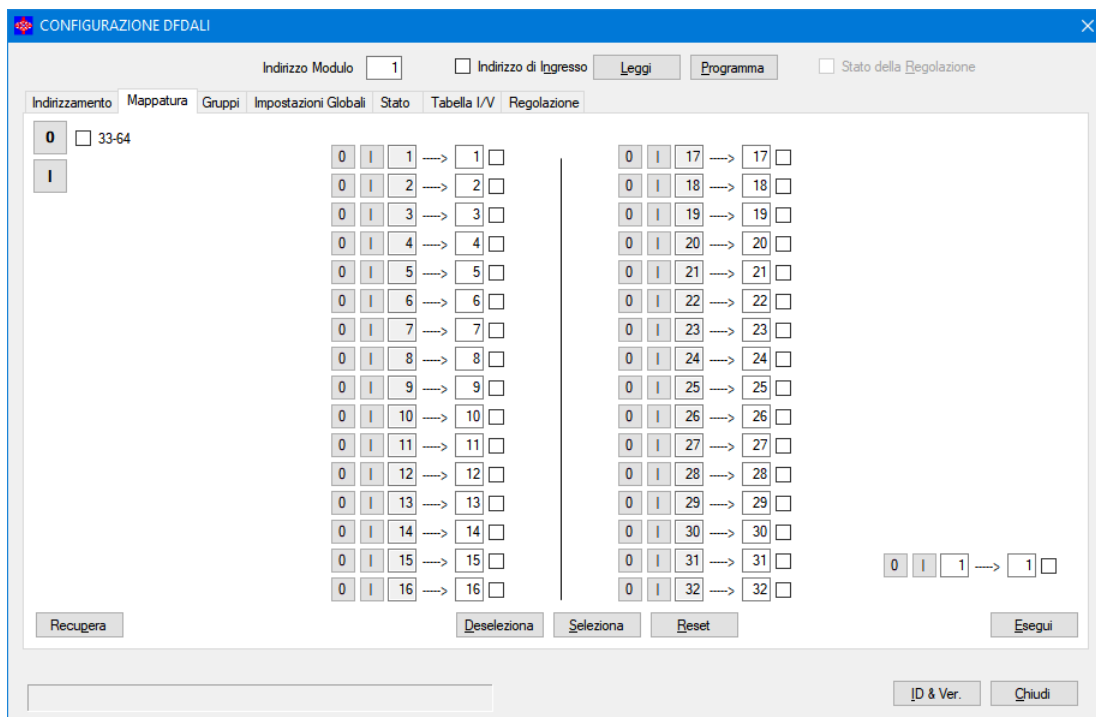 CONFIGURAZIONE DFDALI
Indirizzo Modulo 1 Indirizzo di Ingresso Leggi Programma Stato della Regolazione
Indirizzamento Mappatura Gruppi Impostazioni Globali Stato Tabella I/V Regolazione
0 33-64
I
0 I 1 ----> 1 0 I 17 ----> 17
0 I 2 ----> 2 0 I 18 ----> 18
0 I 3 ----> 3 0 I 19 ----> 19
0 I 4 ----> 4 0 I 20 ----> 20
0 I 5 ----> 5 0 I 21 ----> 21
0 I 6 ----> 6 0 I 22 ----> 22
0 I 7 ----> 7 0 I 23 ----> 23
0 I 8 ----> 8 0 I 24 ----> 24
0 I 9 ----> 9 0 I 25 ----> 25
0 I 10 ----> 10 0 I 26 ----> 26
0 I 11 ----> 11 0 I 27 ----> 27
0 I 12 ----> 12 0 I 28 ----> 28
0 I 13 ----> 13 0 I 29 ----> 29
0 I 14 ----> 14 0 I 30 ----> 30
0 I 15 ----> 15 0 I 31 ----> 31 0 I 1 ----> 1
0 I 16 ----> 16 0 I 32 ----> 32
Recupera Deseleziona Seleziona Reset Esegui
ID & Ver. Chiudi